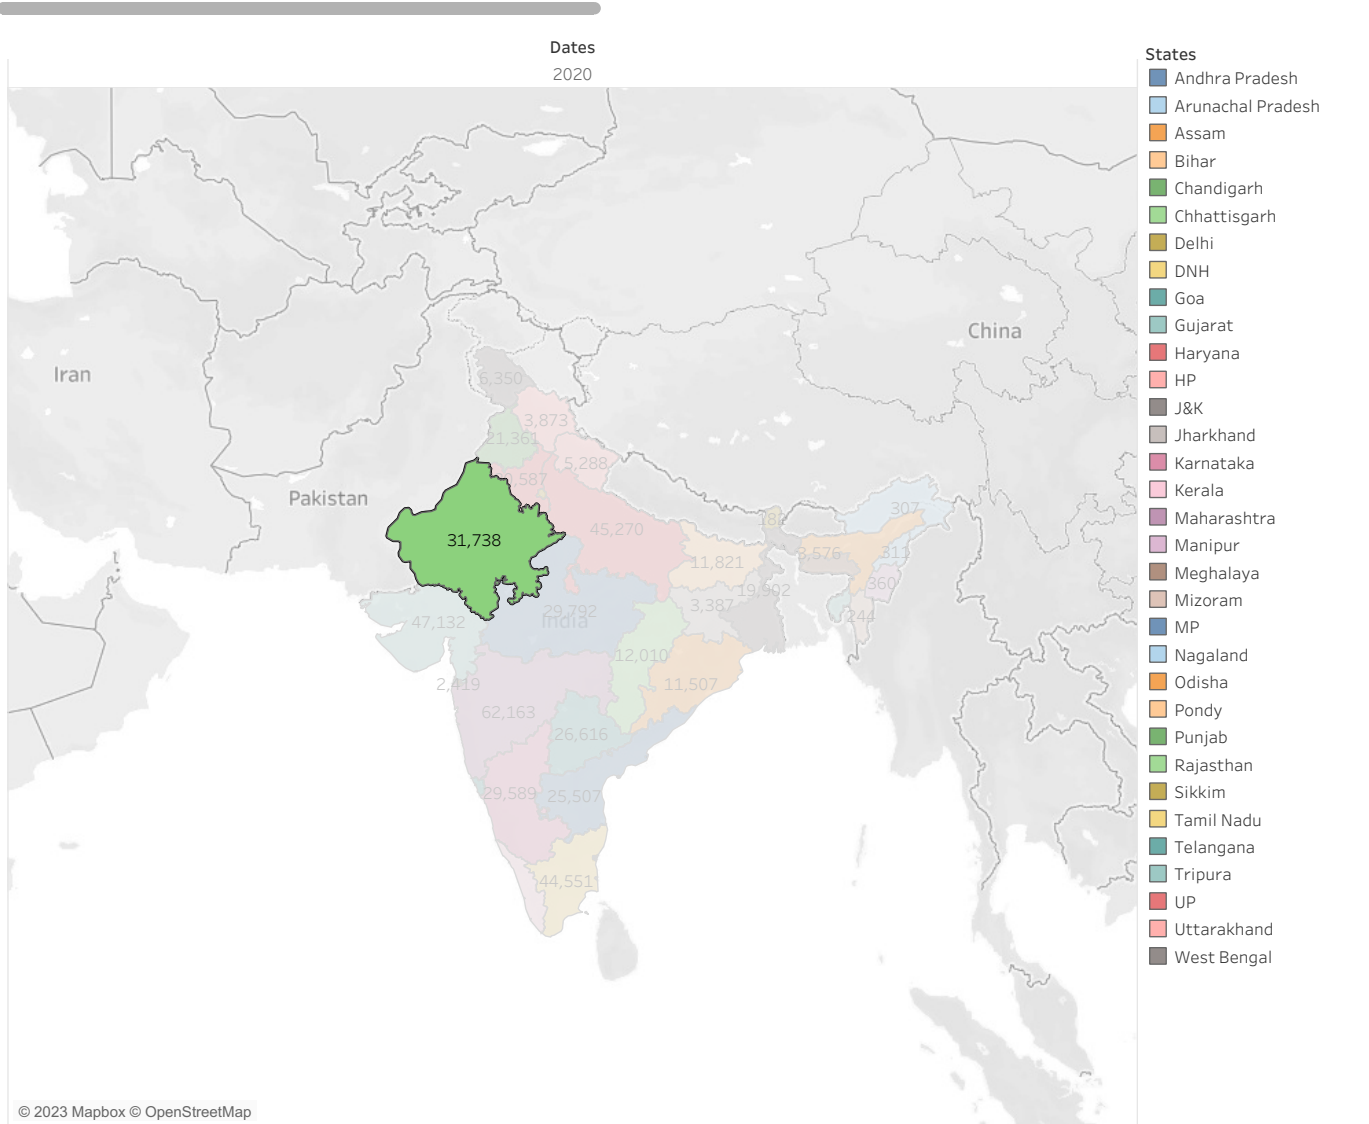 Dates
2020
States
Andhra Pradesh
Arunachal Pradesh
Assam
Bihar
Chandigarh
Chhattisgarh
Delhi
DNH
Goa
Gujarat
Haryana
HP
J&K
Jharkhand
Karnataka
Kerala
Maharashtra
Manipur
Meghalaya
Mizoram
MP
Nagaland
Odisha
Pondy
Punjab
Rajasthan
Sikkim
Tamil Nadu
Telangana
Tripura
UP
Uttarakhand
West Bengal
China
Iran
6,350
3,873
21,361
5,288
Pakistan
307
45,270
31,738
311
11,821
360
19,902
3,387
29,792
India
47,132
244
12,010
2,419
11,507
62,163
26,616
29,589
25,507
44,551
© 2023 Mapbox © OpenStreetMap